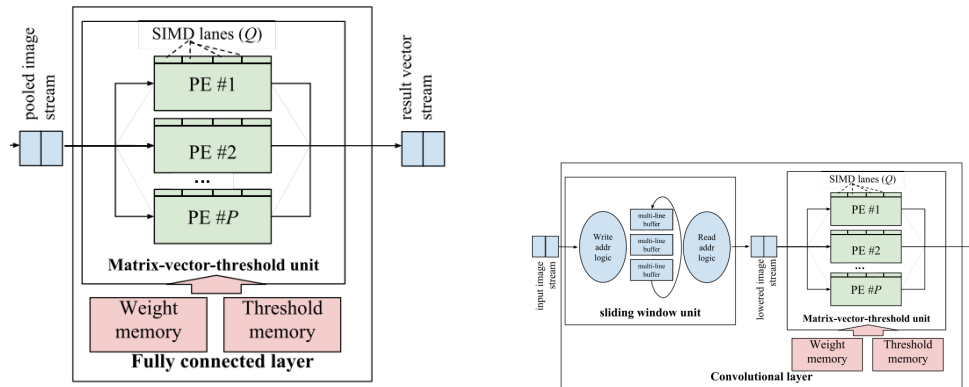 pooled image
stream
SIMD lanes (Q)
PE #1
PE #2
...
PE #P
Matrix-vector-threshold unit
Weight
memory
Threshold
memory
Fully connected layer
result vector
stream
input image
stream
Write
addr
logic
multi-line
buffer
multi-line
buffer
multi-line
buffer
Read
addr
logic
sliding window unit
lowered image
stream
SIMD lanes (Q)
PE #1
PE #2
...
PE #P
Matrix-vector-threshold unit
Weight
memory
Threshold
memory
Convolutional layer